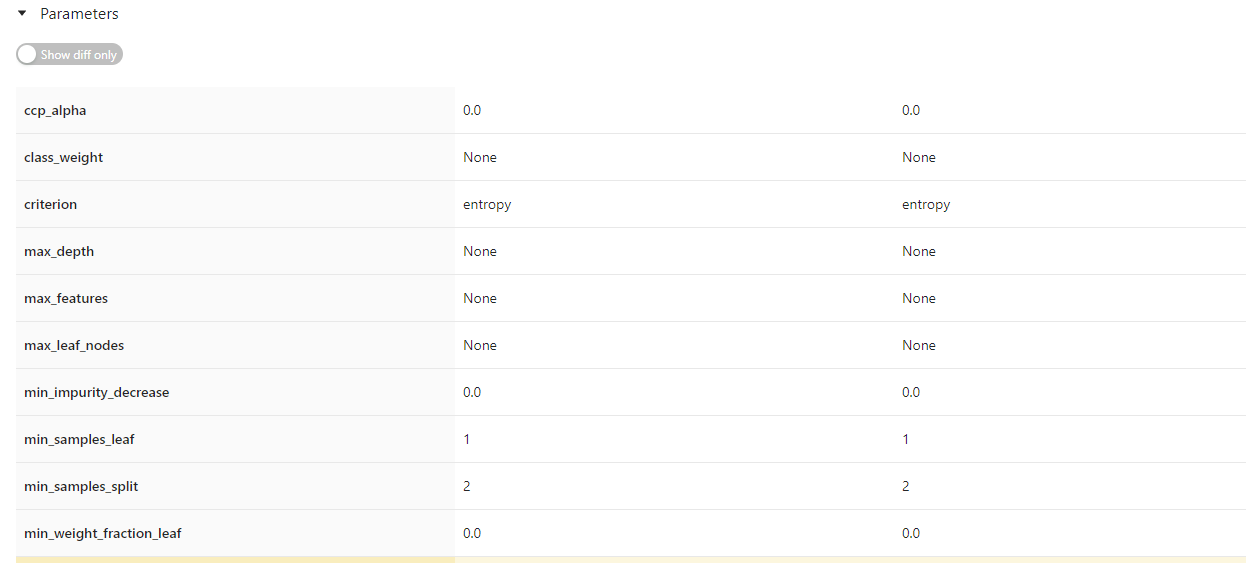 Parameters
Show diff only
ccp_alpha 0.0 0.0
class_weight None None
criterion entropy entropy
max_depth None None
max_features None None
max_leaf_nodes None None
min_impurity_decrease 0.0 0.0
min_samples_leaf 1 1
min_samples_split 2 2
min_weight_fraction_leaf 0.0 0.0